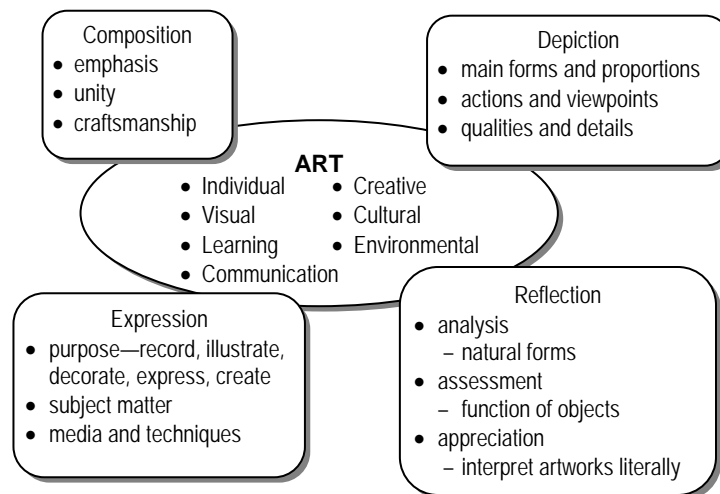 Composition
• emphasis
• unity
• craftsmanship
Depiction
• main forms and proportions
• actions and viewpoints
• qualities and details
ART
• Individual
• Visual
• Learning
• Communication
• Creative
• Cultural
• Environmental
Expression
• purpose—record, illustrate,
decorate, express, create
• subject matter
• media and techniques
Reflection
• analysis
– natural forms
• assessment
– function of objects
• appreciation
– interpret artworks literally